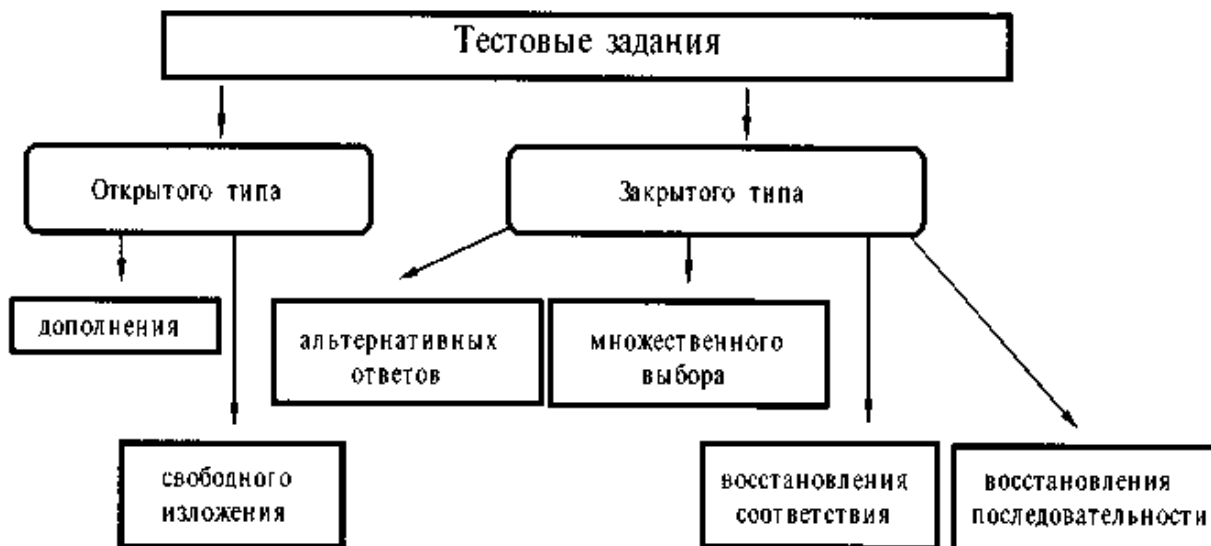 Тестовые задания
Открытого типа
Закрытого типа
дополнения
альтернативных
ответов
множественного
выбора
свободного
изложения
восстановления
соответствия
восстановления
последовательности